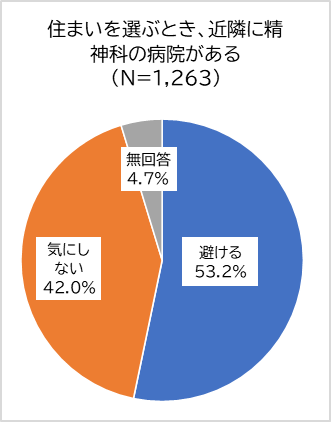 住まいを選ぶとき、近隣に精
神科の病院がある
（N=1,263）
無回答
4.7%
気にし
ない
42.0%
避ける
53.2%